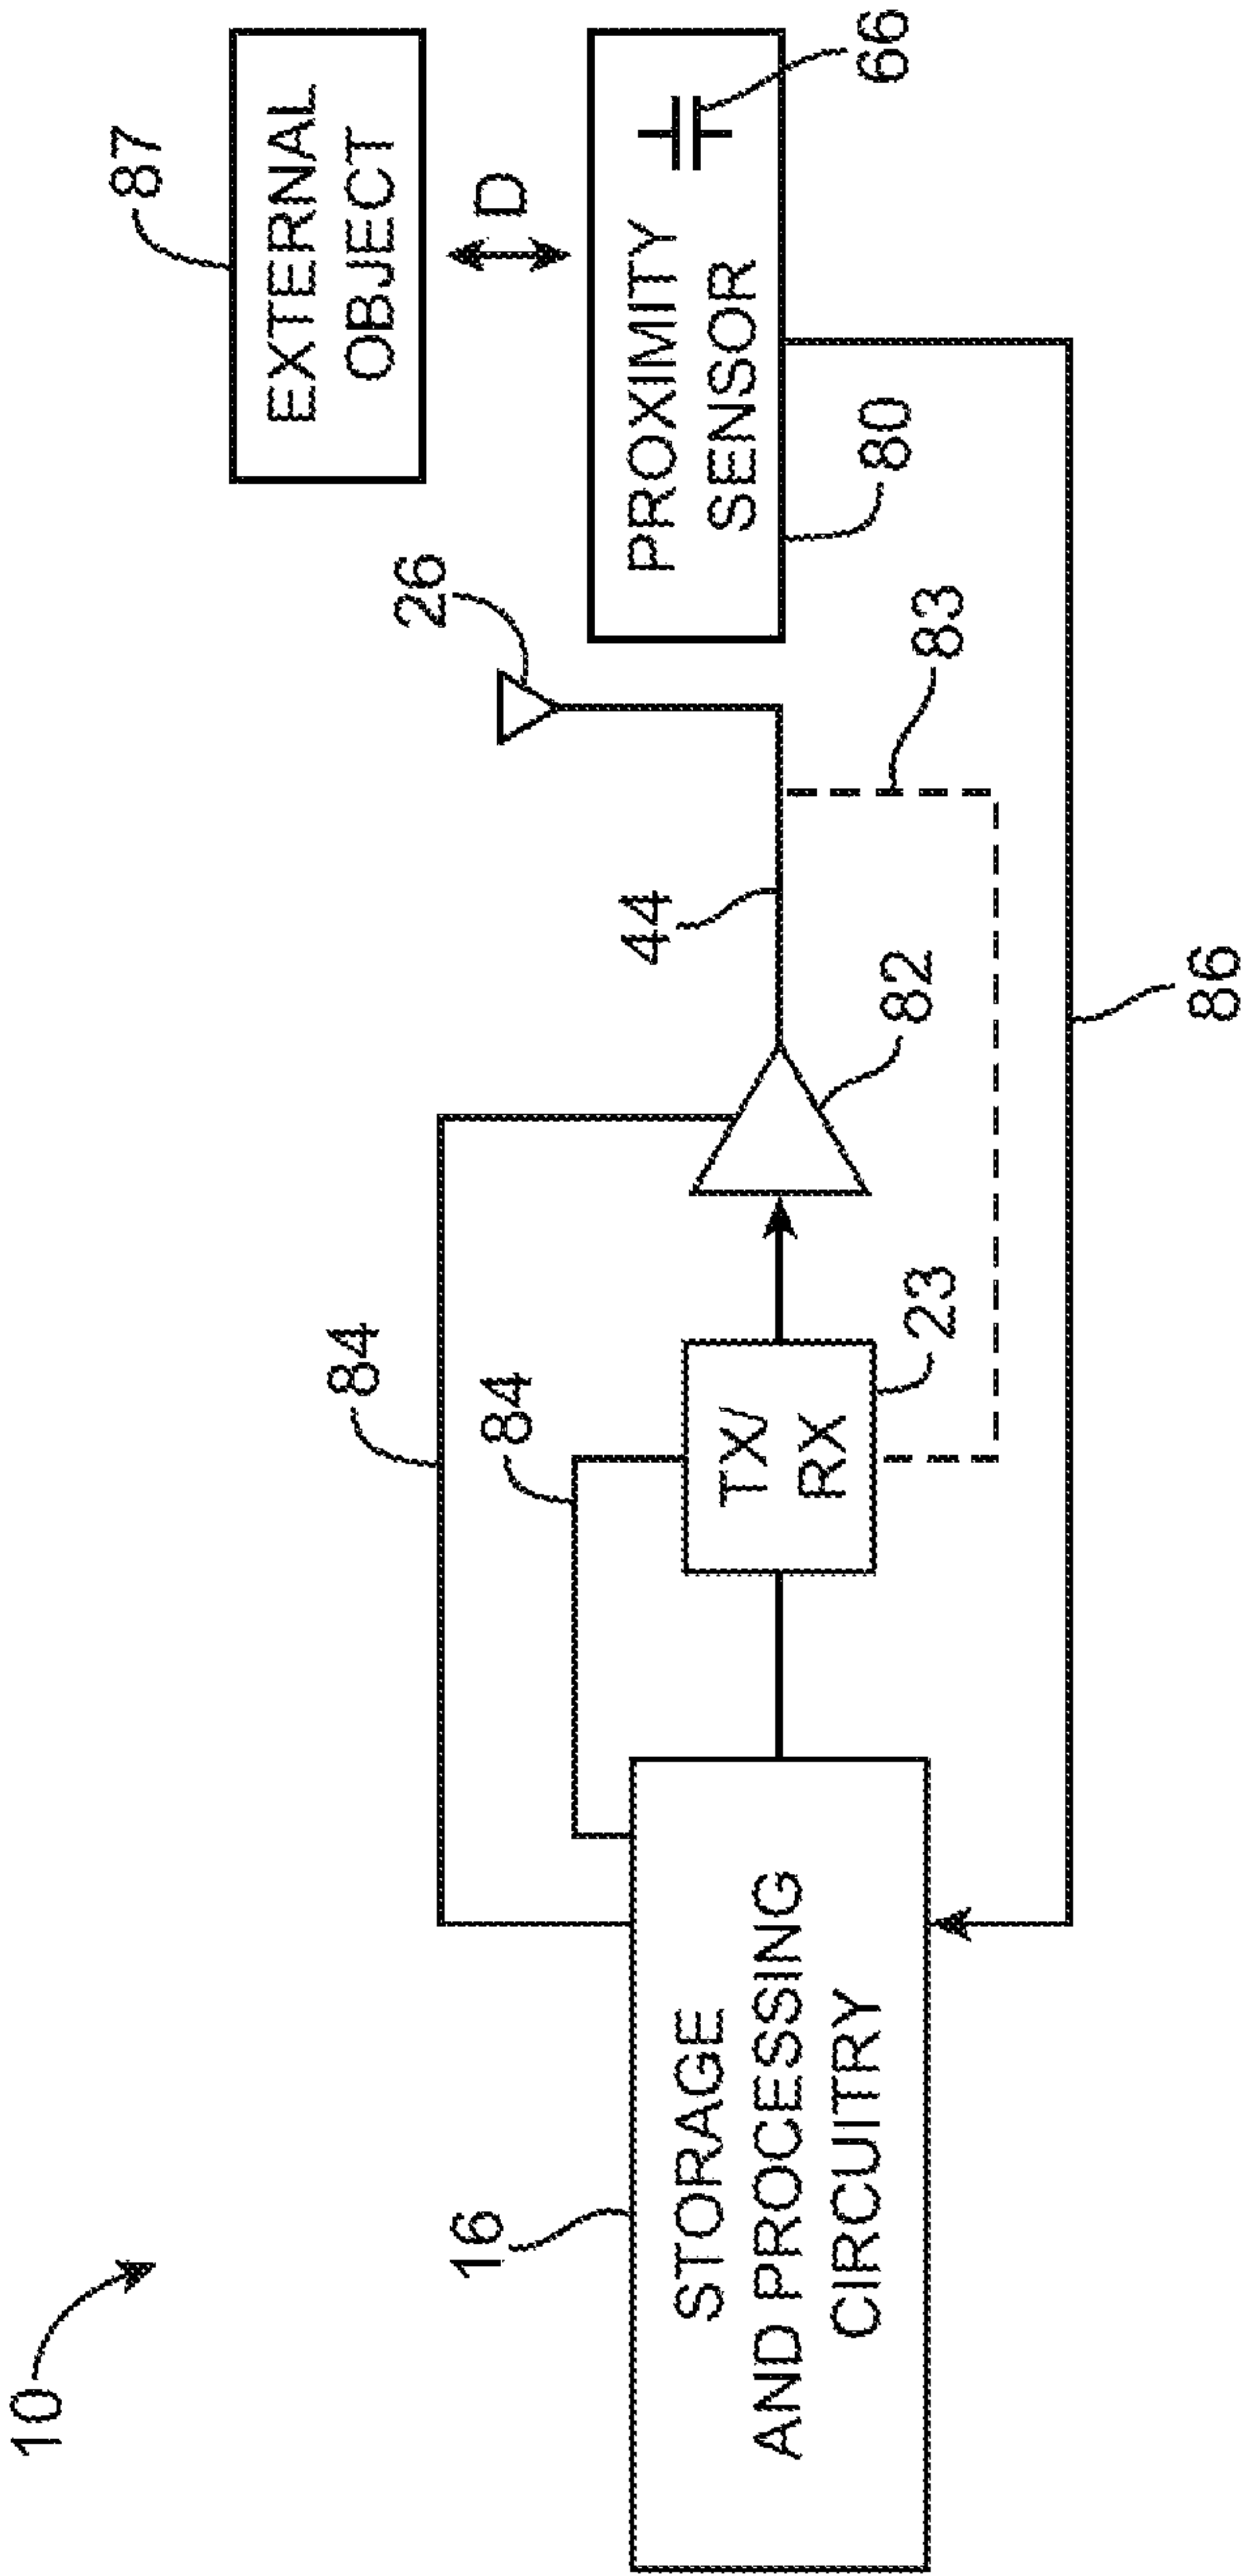 10
16
STORAGE
AND PROCESSING
CIRCUITRY
84
84
TX/
RX
23
82
44
26
83
86
EXTERNAL
OBJECT
87
D
PROXIMITY
SENSOR
66
80